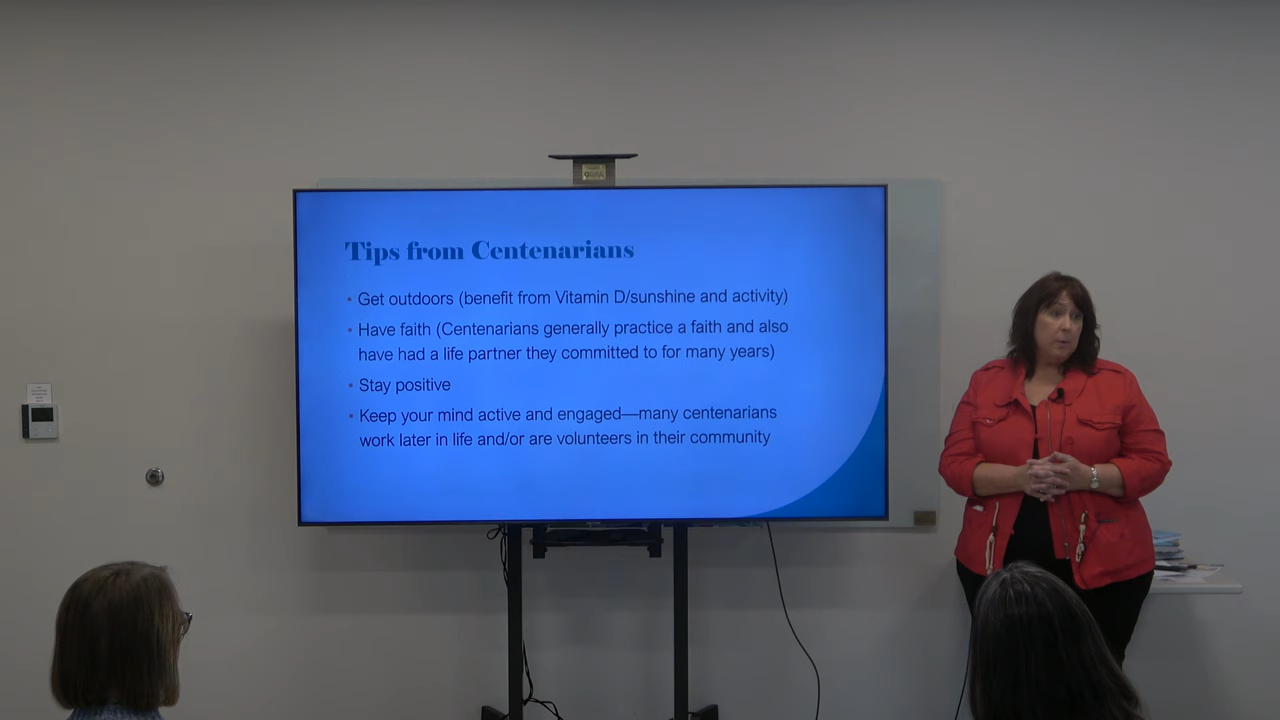 Tips from Centenarians
• Get outdoors (benefit from Vitamin D/sunshine and activity)
• Have faith (Centenarians generally practice a faith and also
have had a life partner they committed to for many years)
• Stay positive
• Keep your mind active and engaged—many centenarians
work later in life and/or are volunteers in their community